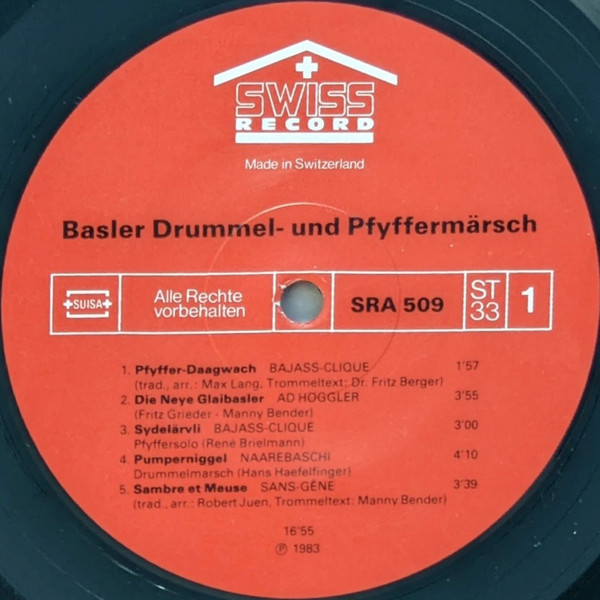 SWISS
RECORD
Made in Switzerland
Basler Drummel- und Pfyffermärsch
+SUISA+
Alle Rechte
vorbehalten
SRA 509
ST
33
1
1. Pfyffer-Daagwach BAJASS-CLIQUE 1'57
(trad., arr.: Max Lang, Trommeltext: Dr. Fritz Berger)
2. Die Neye Glaibasler AD HOGGLER 3'55
(Fritz Grieder - Manny Bender)
3. Sydelärvli BAJASS-CLIQUE 3'00
Pfyffersolo (René Brielmann)
4. Pumperniggel NAAREBASCHI 4'10
Drummelmarsch (Hans Haefelfinger)
5. Sambre et Meuse SANS-GÊNE 3'39
(trad., arr.: Robert Juen, Trommeltext: Manny Bender)
16'55
℗ 1983